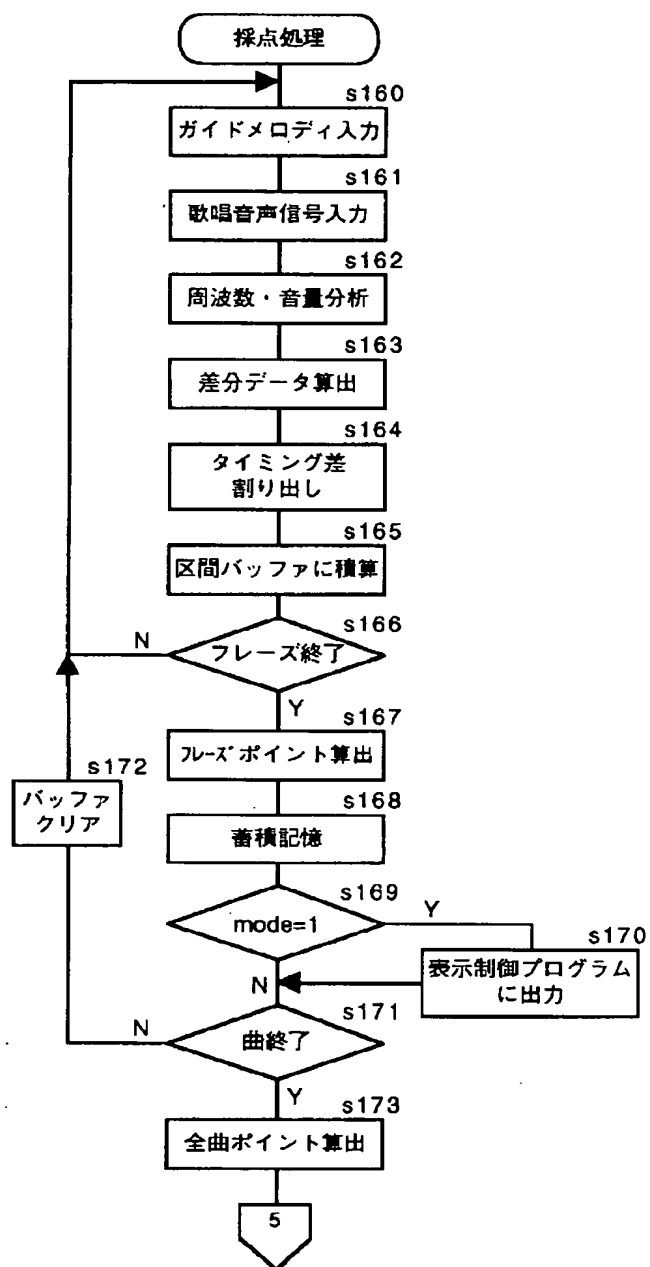 採点処理
s160
ガイドメロディ入力
s161
歌唱音声信号入力
s162
周波数・音量分析
s163
差分データ算出
s164
タイミング差
割り出し
s165
区間バッファに積算
s166
フレーズ終了
N
Y
s167
フレーズポイント算出
s172
バッファ
クリア
s168
蓄積記憶
s169
mode=1
Y
N
s170
表示制御プログラム
に出力
s171
曲終了
N
Y
s173
全曲ポイント算出
5